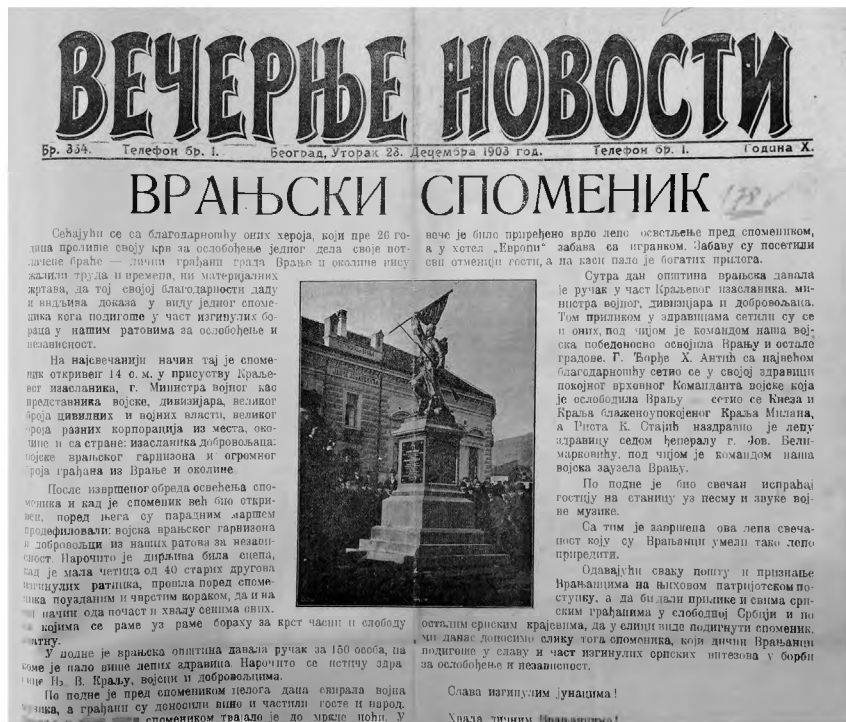 ВЕЧЕРЊЕ НОВОСТИ
Бр. 354. Телефон бр. 1. Београд, Уторак 23. Децембра 1903 год. Телефон бр. 1. Година X.
ВРАЊСКИ СПОМЕНИК
178
Сећајући се са благодарношћу оних хероја, који пре 26 го-
дина пролише своју крв за ослобођење једног дела своје пот-
лачене браће — дични грађани града Врање и околине нису
жалили труда и времена, ни материјалних
жртава, да тој својој благодарности даду
и видљива доказа у виду једног споме-
ника кога подигоше у част изгинулих бо-
раца у нашим ратовима за ослобођење и
независност.
На најсвечанији начин тај је споме-
ник откривен 14 о. м. у присуству Краље-
вог изасланика, г. Министра војног као
представника војске, дивизијара, великог
броја цивилних и војних власти, великог
броја разних корпорација из места, око-
лине и са стране: изасланика добровољаца:
војске врањског гарнизона и огромног
броја грађана из Врање и околине
После извршеног обреда освећења спо-
меника и кад је споменик већ био откри-
вен, поред њега су парадним маршем
продефиловали: војска врањског гарнизона
и добровољци из наших ратова за незави-
сност. Нарочито је дирљива била сцена,
кад је мала четица од 40 старих другова
изгинулих ратника, прошла поред споме-
ника поузданим и чврстим кораком, да и на
тај начин ода почаст и хвалу сенима оних,
са којима се раме уз раме бораху за крст часни и слободу
златну.
У подне је врањска општина давала ручак за 150 особа, на
коме је пало више лепих здравица. Нарочито се истичу здра
вице Њ. В. Краљу, војсци и добровољцима.
По подне је пред спомеником целога дана свирала војна
музика, а грађани су доносили вино и частили госте и народ.
спомеником трајало је до мркле ноћи. У
вече је било приређено врло лепо осветљење пред спомеником,
а у хотел „Европи“ забава са игранком. Забаву су посетили
сви отменији гости, а на каси пало је богатих прилога.
Сутра дан општина врањска давала
је ручак у част Краљевог изасланика, ми-
нистра војног, дивизијара и добровољаца.
Том приликом у здравицама сетили су се
и оних, под чијом је командом наша вој-
ска победоносно освојила Врању и остале
градове. Г. Ђорђе Х. Антић са највећом
благодарношћу сетио се у својој здравици
покојног врховног Команданта војске која
је ослободила Врању — сетио се Кнеза и
Краља блаженоупокојеног Краља Милана,
а Риста К. Стајић наздравио је лепу
здравицу седом ђенералу г. Јов. Бели-
марковићу, под чијом је командом наша
војска заузела Врању.
По подне је био свечан испраћај
гостију на станицу уз песму и звуке вој-
не музике.
Са тим је завршена ова лепа свеча-
ност коју су Врањанци умели тако лепо
приредити.
Одавајући сваку пошту и признање
Врањанцима на њиховом патријотском по-
ступку, а да би дали прилике и свима срп-
ским грађанима у слободној Србији и по
осталим српским крајевима, да у слици виде подигнути споменик,
ми данас доносимо слику тога споменика, који дични Врањанци
подигоше у славу и част изгинулих српских витезова у борби
за ослобођење и независност.
Слава изгинулим јунацима!
Хвала дичним Врањанцима!